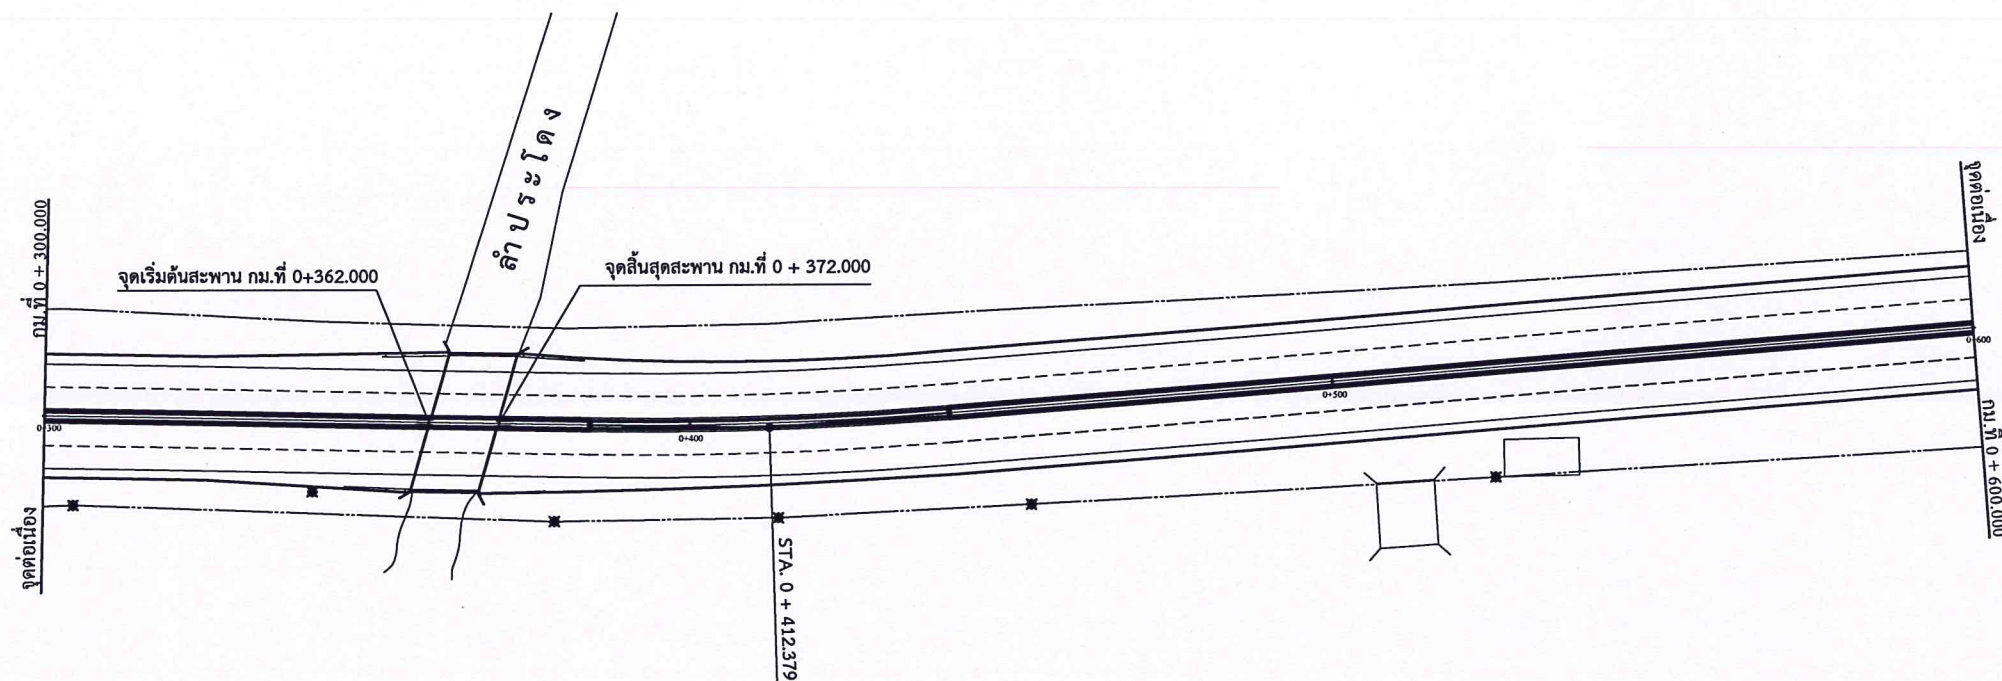 ลำประโดง
จุดต่อเนื่อง
กม.ที่ 0 + 300.000
จุดเริ่มต้นสะพาน กม.ที่ 0+362.000
จุดสิ้นสุดสะพาน กม.ที่ 0 + 372.000
0+600
0+500
0+300
0+400
กม.ที่ 0 + 600.000
จุดต่อเนื่อง
STA. 0 + 412.379